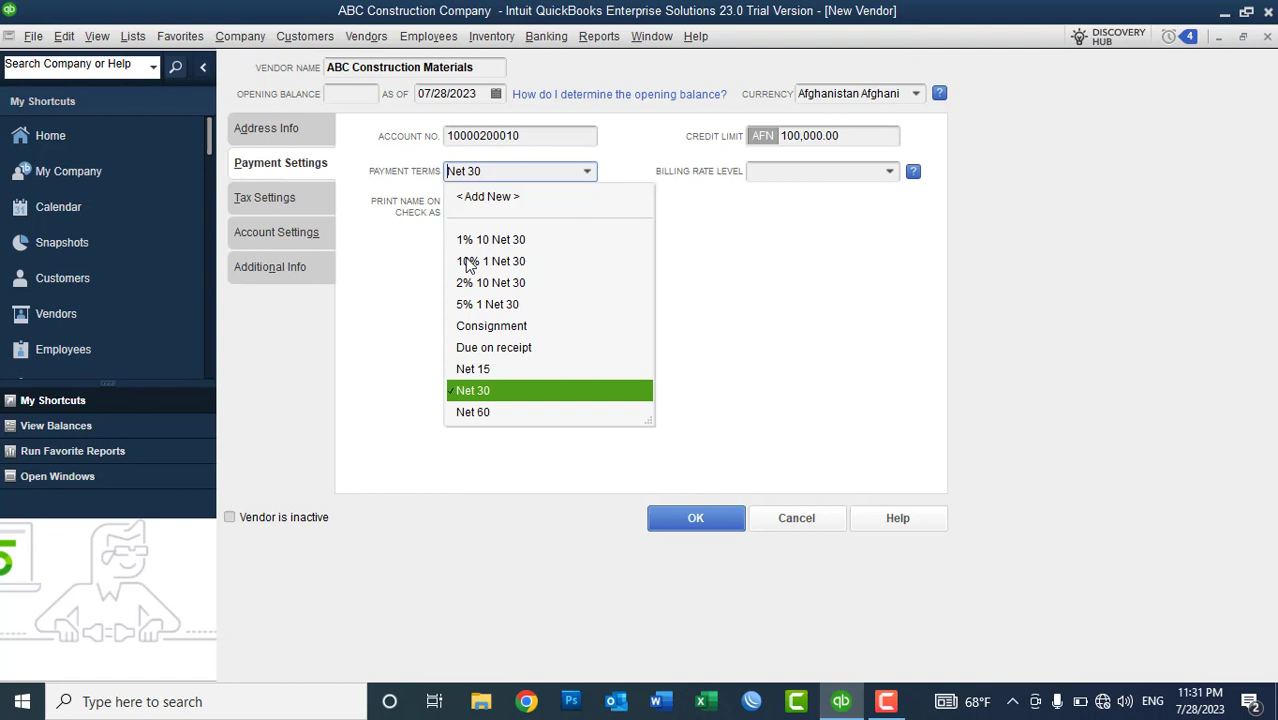 ABC Construction Company - Intuit QuickBooks Enterprise Solutions 23.0 Trial Version - [New Vendor]
File Edit View Lists Favorites Company Customers Vendors Employees Inventory Banking Reports Window Help
DISCOVERY
HUB
4
Search Company or Help
My Shortcuts
Home
My Company
Calendar
Snapshots
Customers
Vendors
Employees
My Shortcuts
View Balances
Run Favorite Reports
Open Windows
VENDOR NAME ABC Construction Materials
OPENING BALANCE AS OF 07/28/2023 How do I determine the opening balance? CURRENCY Afghanistan Afghani ?
Address Info
Payment Settings
Tax Settings
Account Settings
Additional Info
ACCOUNT NO. 10000200010 CREDIT LIMIT AFN 100,000.00
PAYMENT TERMS Net 30 BILLING RATE LEVEL ?
PRINT NAME ON
CHECK AS
< Add New >
1% 10 Net 30
10% 1 Net 30
2% 10 Net 30
5% 1 Net 30
Consignment
Due on receipt
Net 15
✓ Net 30
Net 60
Vendor is inactive
OK Cancel Help
Type here to search
68°F ENG
11:31 PM
7/28/2023
2